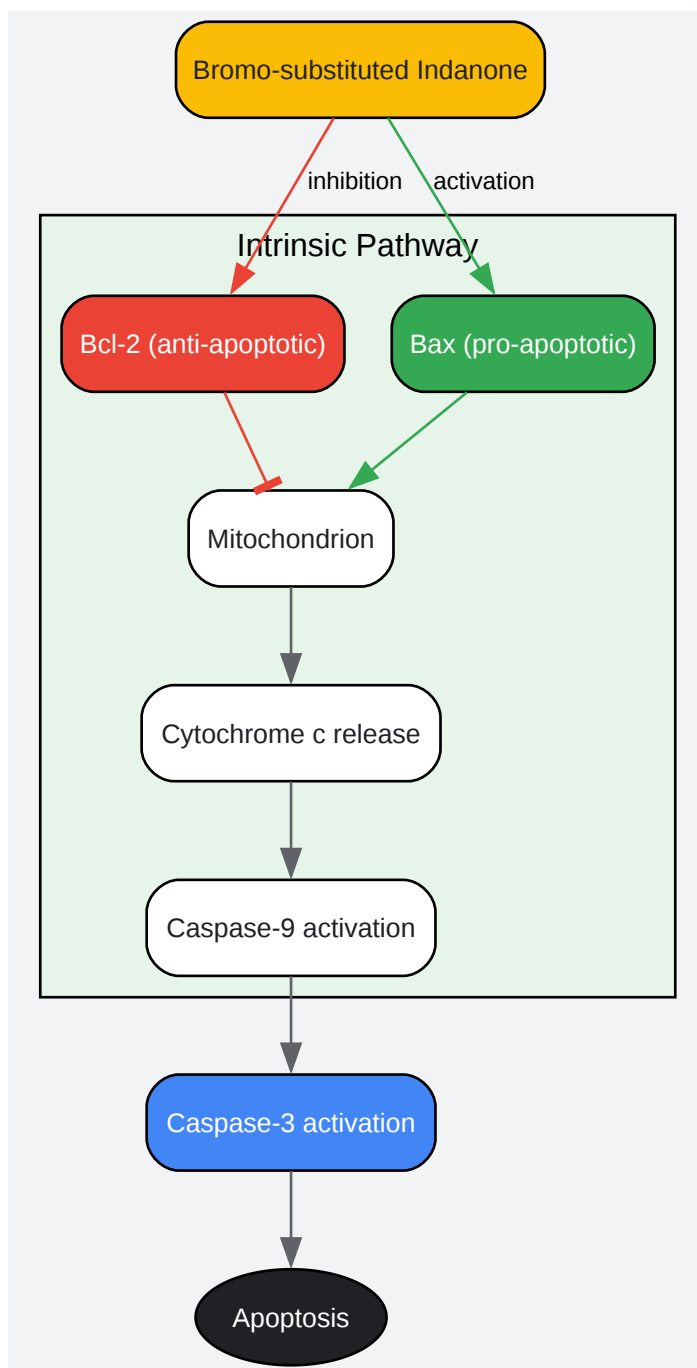 Bromo-substituted Indanone
inhibition
activation
Intrinsic Pathway
Bcl-2 (anti-apoptotic)
Bax (pro-apoptotic)
Mitochondrion
Cytochrome c release
Caspase-9 activation
Caspase-3 activation
Apoptosis